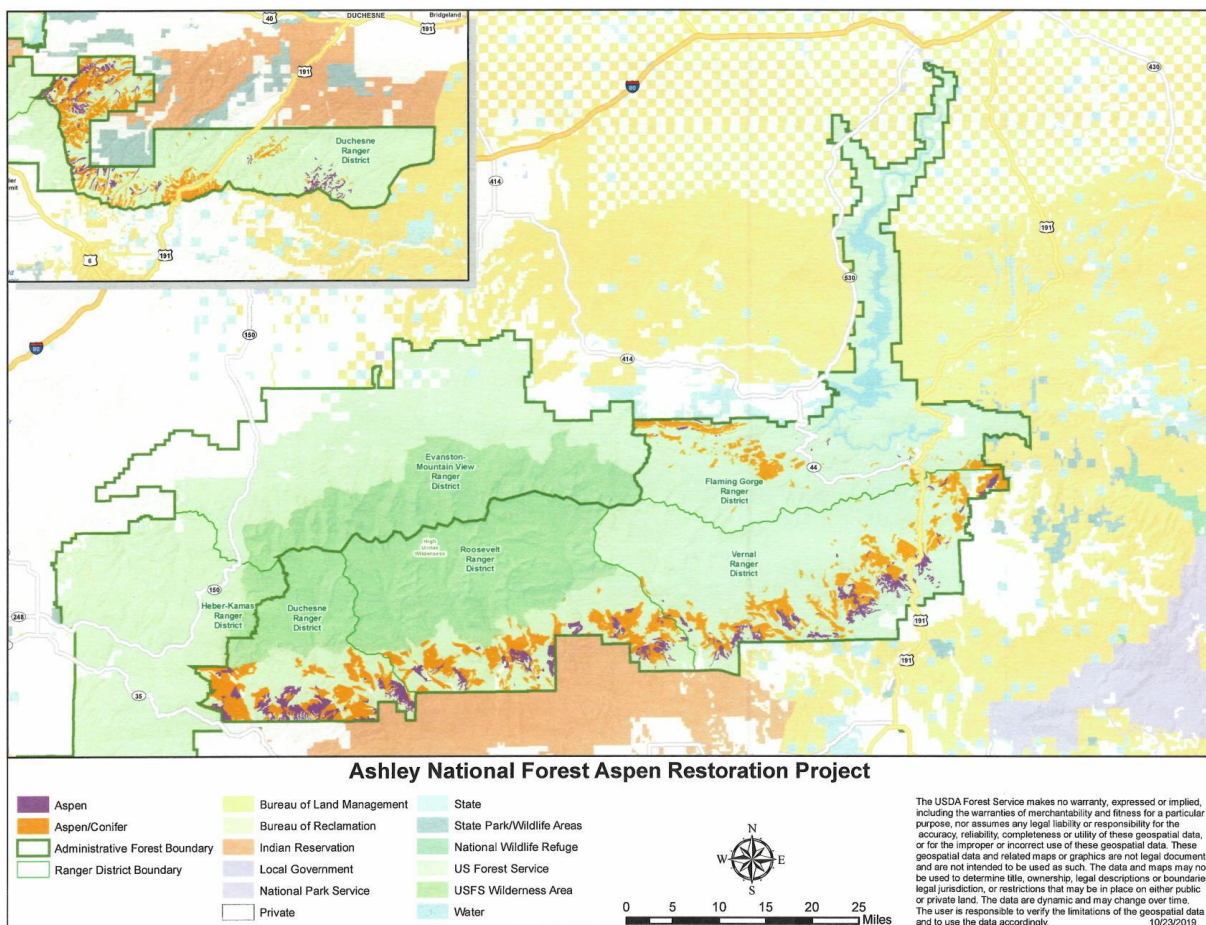 40
DUCHESNE
Bridgeland
191
191
Duchesne
Ranger
District
6
191
80
430
414
191
530
80
150
414
44
Evanston-
Mountain View
Ranger
District
Flaming Gorge
Ranger
District
High
Uintas
Wilderness
Roosevelt
Ranger
District
Vernal
Ranger
District
150
Heber-Kamas
Ranger
District
Duchesne
Ranger
District
248
191
191
35
Ashley National Forest Aspen Restoration Project
Aspen
Aspen/Conifer
Administrative Forest Boundary
Ranger District Boundary
Bureau of Land Management
Bureau of Reclamation
Indian Reservation
Local Government
National Park Service
Private
State
State Park/Wildlife Areas
National Wildlife Refuge
US Forest Service
USFS Wilderness Area
Water
N
W E
S
0 5 10 15 20 25
Miles
The USDA Forest Service makes no warranty, expressed or implied,
including the warranties of merchantability and fitness for a particular
purpose, nor assumes any legal liability or responsibility for the
accuracy, reliability, completeness or utility of these geospatial data,
or for the improper or incorrect use of these geospatial data. These
geospatial data and related maps or graphics are not legal document
and are not intended to be used as such. The data and maps may no
be used to determine title, ownership, legal descriptions or boundarie
legal jurisdiction, or restrictions that may be in place on either public
or private land. The data are dynamic and may change over time.
The user is responsible to verify the limitations of the geospatial data
and to use the data accordingly. 10/23/2019